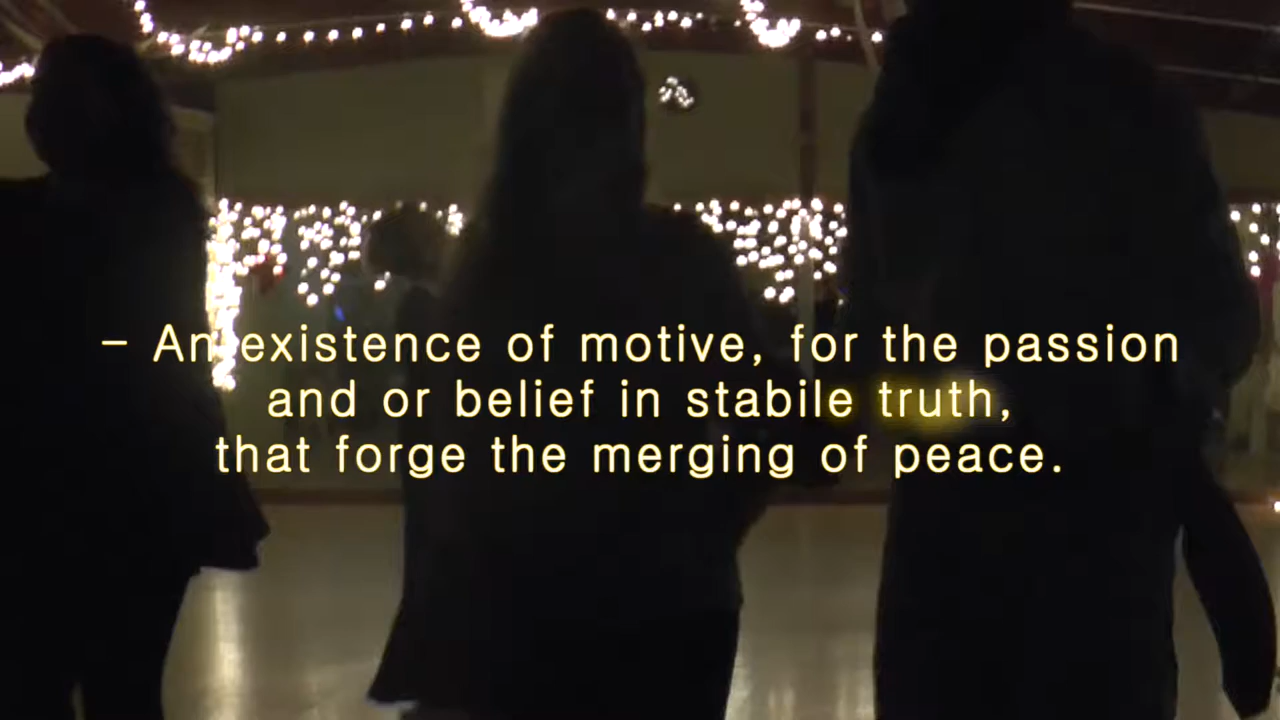 – An existence of motive, for the passion
and or belief in stabile truth,
that forge the merging of peace.